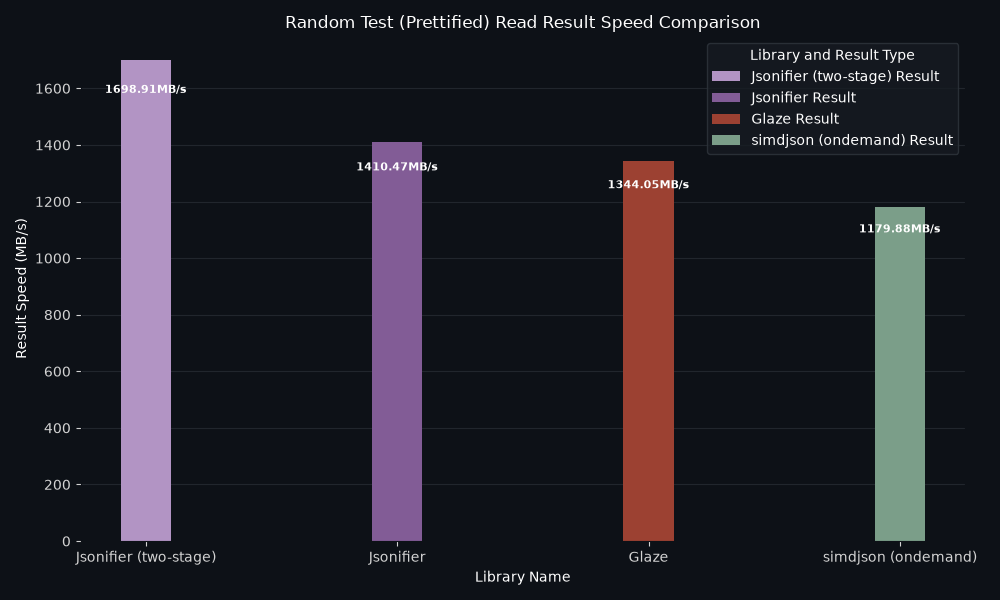 Random Test (Prettified) Read Result Speed Comparison
Library and Result Type
Jsonifier (two-stage) Result
Jsonifier Result
Glaze Result
simdjson (ondemand) Result
1698.91MB/s
1410.47MB/s
1344.05MB/s
1179.88MB/s
Result Speed (MB/s)
1600
1400
1200
1000
800
600
400
200
0
Jsonifier (two-stage)
Jsonifier
Glaze
simdjson (ondemand)
Library Name